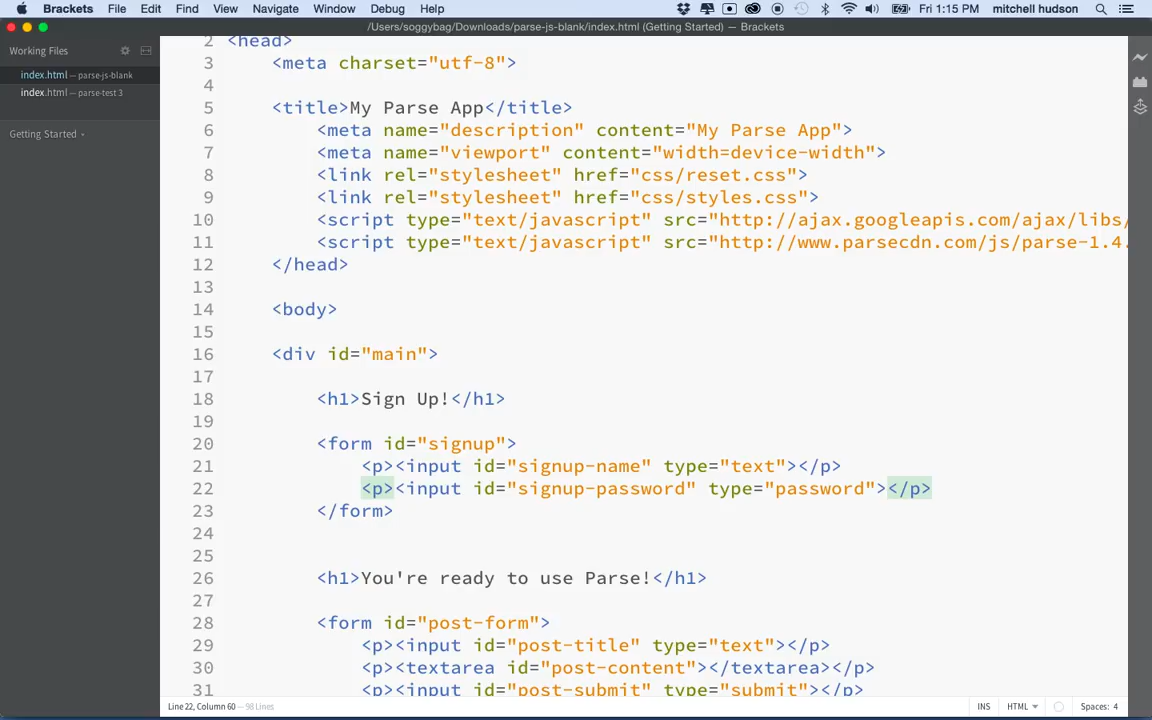 Brackets File Edit Find View Navigate Window Debug Help Fri 1:15 PM mitchell hudson
/Users/soggybag/Downloads/parse-js-blank/index.html (Getting Started) — Brackets
Working Files
index.html — parse-js-blank
index.html — parse-test 3
Getting Started
2 <head>
3 <meta charset="utf-8">
4
5 <title>My Parse App</title>
6 <meta name="description" content="My Parse App">
7 <meta name="viewport" content="width=device-width">
8 <link rel="stylesheet" href="css/reset.css">
9 <link rel="stylesheet" href="css/styles.css">
10 <script type="text/javascript" src="http://ajax.googleapis.com/ajax/libs/
11 <script type="text/javascript" src="http://www.parsecdn.com/js/parse-1.4.
12 </head>
13
14 <body>
15
16 <div id="main">
17
18 <h1>Sign Up!</h1>
19
20 <form id="signup">
21 <p><input id="signup-name" type="text"></p>
22 <p><input id="signup-password" type="password"></p>
23 </form>
24
25
26 <h1>You're ready to use Parse!</h1>
27
28 <form id="post-form">
29 <p><input id="post-title" type="text"></p>
30 <p><textarea id="post-content"></textarea></p>
31 <p><input id="post-submit" type="submit"></p>
Line 22, Column 60 — 98 Lines INS HTML Spaces: 4